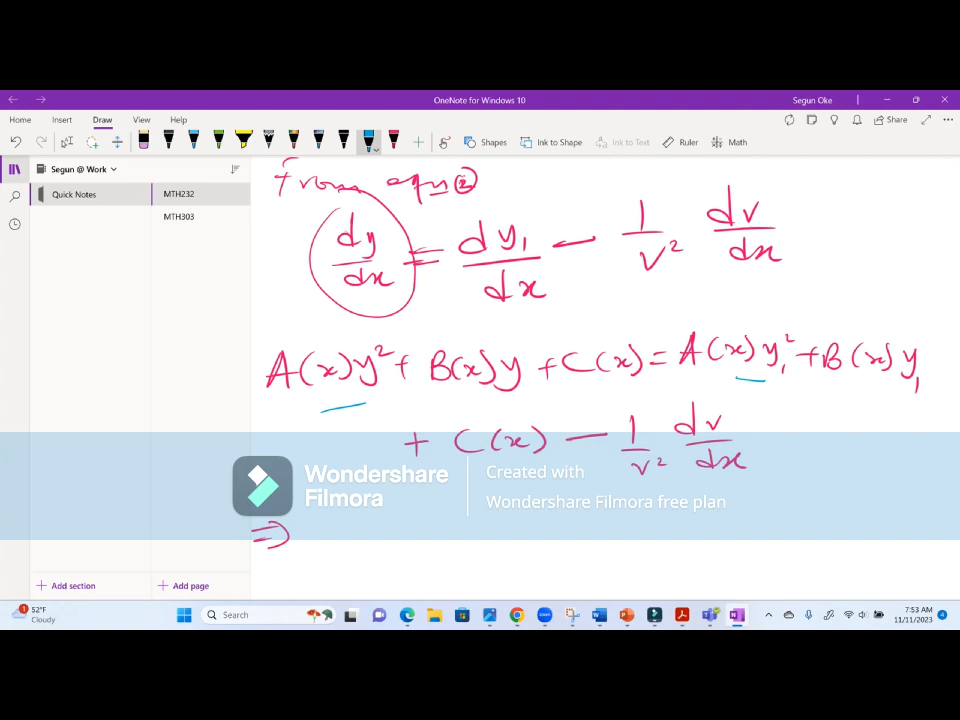 OneNote for Windows 10
Segun Oke
Home Insert Draw View Help
Share
Shapes Ink to Shape Ink to Text Ruler Math
Segun @ Work
Quick Notes
MTH232
MTH303
From eqn ②
dy/dx = dy₁/dx − 1/v² dv/dx
A(x)y² + B(x)y + C(x) = A(x)y₁² + B(x)y₁
+ C(x) − 1/v² dv/dx
⇒
Wondershare
Filmora
Created with
Wondershare Filmora free plan
+ Add section
+ Add page
1
52°F
Cloudy
Search
7:53 AM
11/11/2023
4